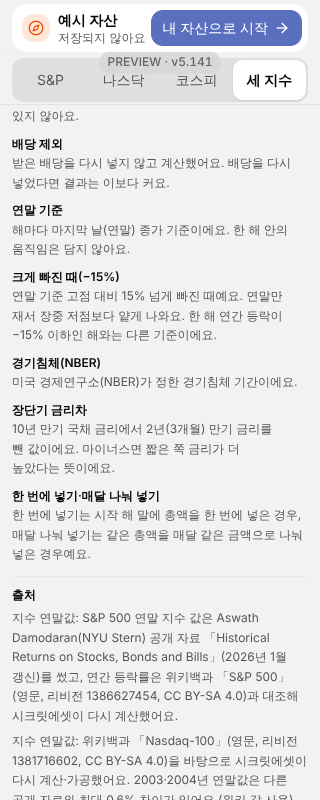 예시 자산
저장되지 않아요
내 자산으로 시작 →
PREVIEW · v5.141
S&P 나스닥 코스피 세 지수
있지 않아요.
배당 제외
받은 배당을 다시 넣지 않고 계산했어요. 배당을 다시
넣었다면 결과는 이보다 커요.
연말 기준
해마다 마지막 날(연말) 종가 기준이에요. 한 해 안의
움직임은 담지 않아요.
크게 빠진 때(−15%)
연말 기준 고점 대비 15% 넘게 빠진 때예요. 연말만
재서 장중 저점보다 얕게 나와요. 한 해 연간 등락이
−15% 이하인 해와는 다른 기준이에요.
경기침체(NBER)
미국 경제연구소(NBER)가 정한 경기침체 기간이에요.
장단기 금리차
10년 만기 국채 금리에서 2년(3개월) 만기 금리를
뺀 값이에요. 마이너스면 짧은 쪽 금리가 더
높았다는 뜻이에요.
한 번에 넣기·매달 나눠 넣기
한 번에 넣기는 시작 해 말에 총액을 한 번에 넣은 경우,
매달 나눠 넣기는 같은 총액을 매달 같은 금액으로 나눠
넣은 경우예요.
출처
지수 연말값: S&P 500 연말 지수 값은 Aswath
Damodaran(NYU Stern) 공개 자료 「Historical
Returns on Stocks, Bonds and Bills」(2026년 1월
갱신)를 썼고, 연간 등락률은 위키백과 「S&P 500」
(영문, 리비전 1386627454, CC BY-SA 4.0)과 대조해
시크릿에셋이 다시 계산했어요.
지수 연말값: 위키백과 「Nasdaq-100」(영문, 리비전
1381716602, CC BY-SA 4.0)을 바탕으로 시크릿에셋이
다시 계산·가공했어요. 2003·2004년 연말값은 다른
공개 자료와 최대 0.6% 차이가 있어요(위키 값 사용).